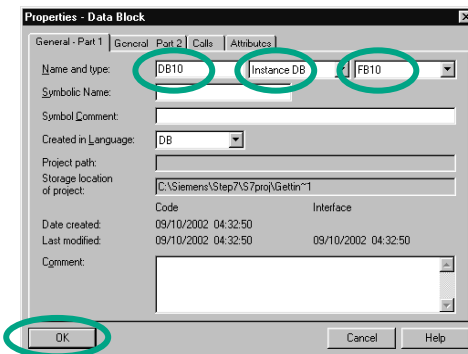 Properties - Data Block
General - Part 1 General - Part 2 Calls Attributes
Name and type: DB10 Instance DB FB10
Symbolic Name:
Symbol Comment:
Created in Language: DB
Project path:
Storage location
of project: C:\Siemens\Step7\S7proj\Gettin~1
Code Interface
Date created: 09/10/2002 04:32:50
Last modified: 09/10/2002 04:32:50 09/10/2002 04:32:50
Comment:
OK Cancel Help